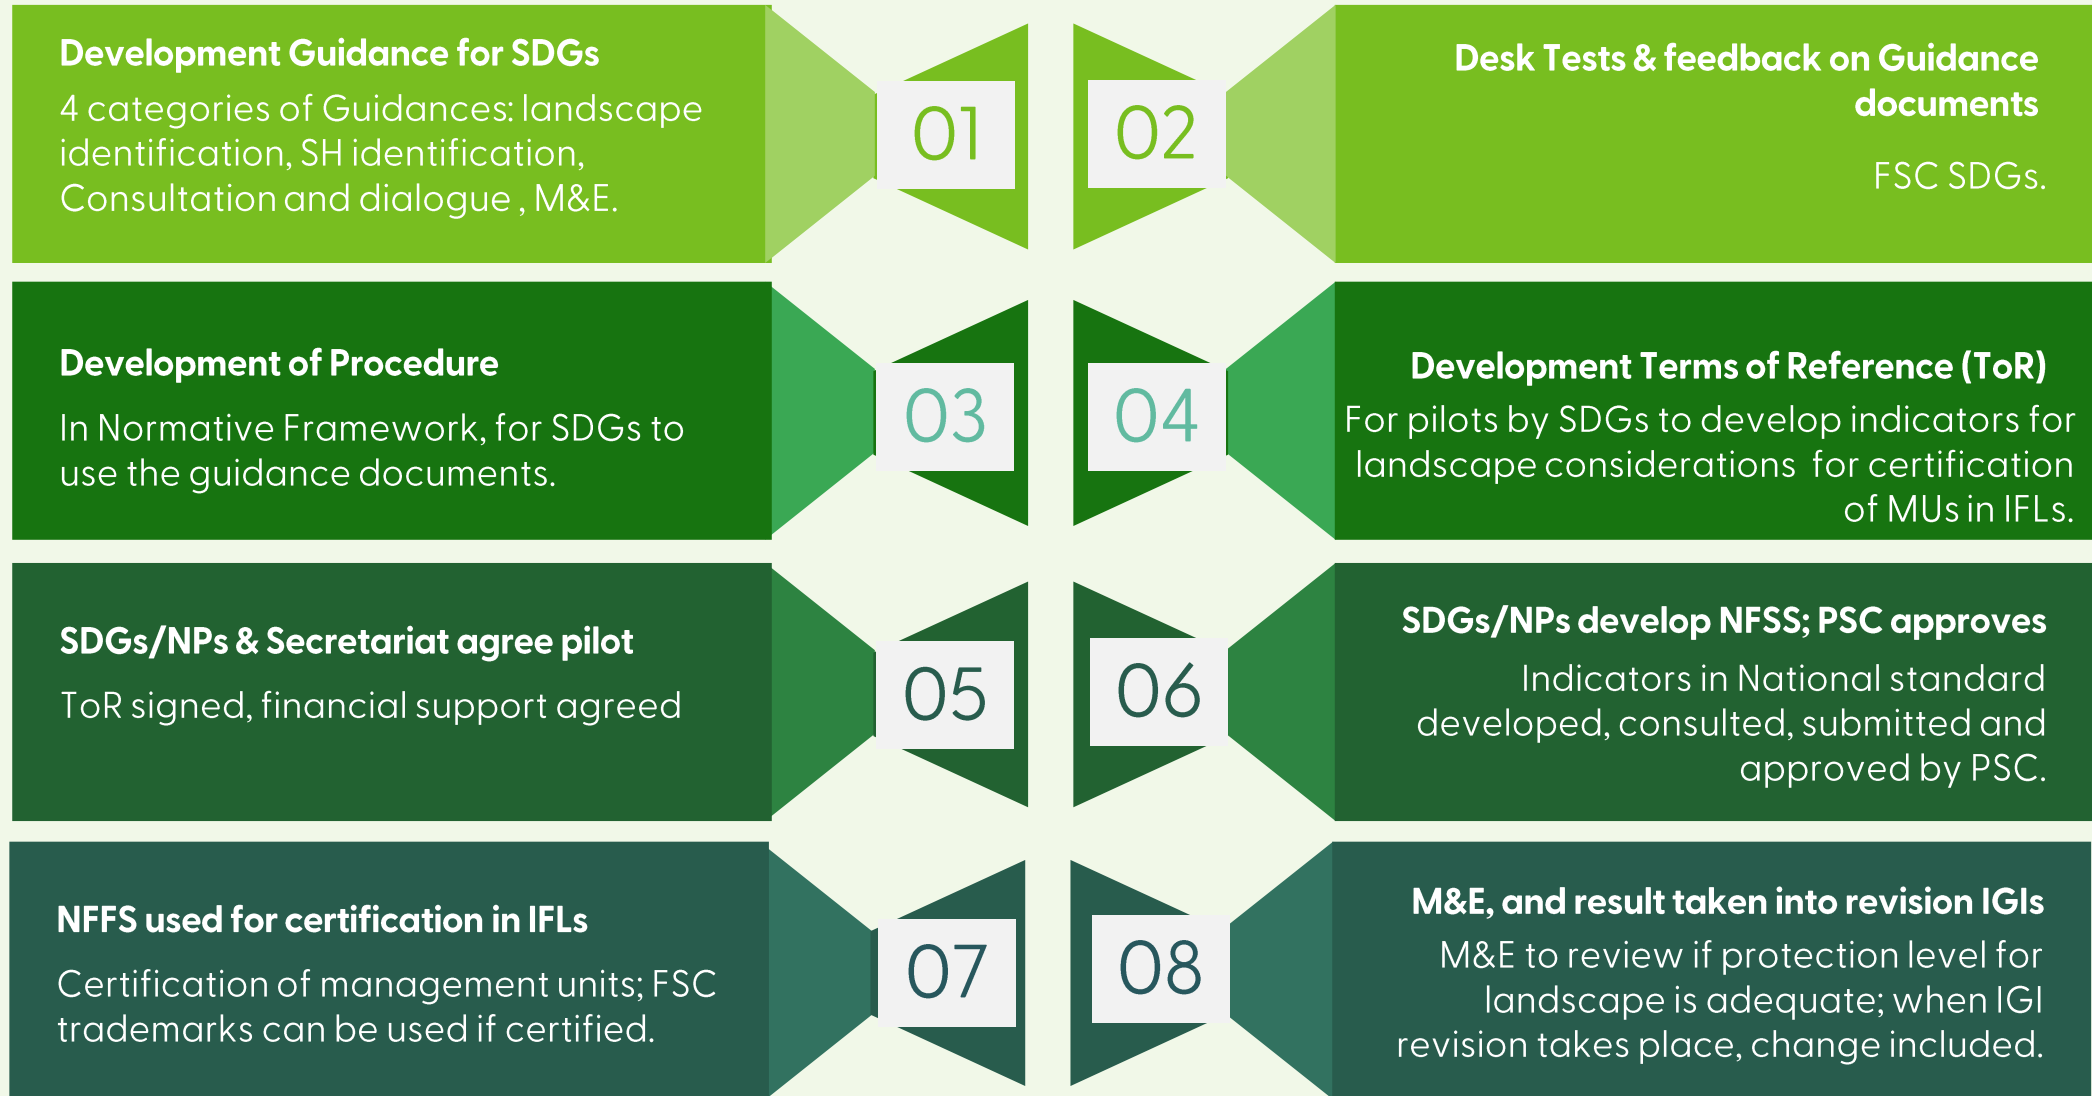 Development Guidance for SDGs
4 categories of Guidances: landscape
identification, SH identification,
Consultation and dialogue , M&E.
01
02
Desk Tests & feedback on Guidance
documents
FSC SDGs.
Development of Procedure
In Normative Framework, for SDGs to
use the guidance documents.
03
04
Development Terms of Reference (ToR)
For pilots by SDGs to develop indicators for
landscape considerations for certification
of MUs in IFLs.
SDGs/NPs & Secretariat agree pilot
ToR signed, financial support agreed
05
06
SDGs/NPs develop NFSS; PSC approves
Indicators in National standard
developed, consulted, submitted and
approved by PSC.
NFFS used for certification in IFLs
Certification of management units; FSC
trademarks can be used if certified.
07
08
M&E, and result taken into revision IGIs
M&E to review if protection level for
landscape is adequate; when IGI
revision takes place, change included.